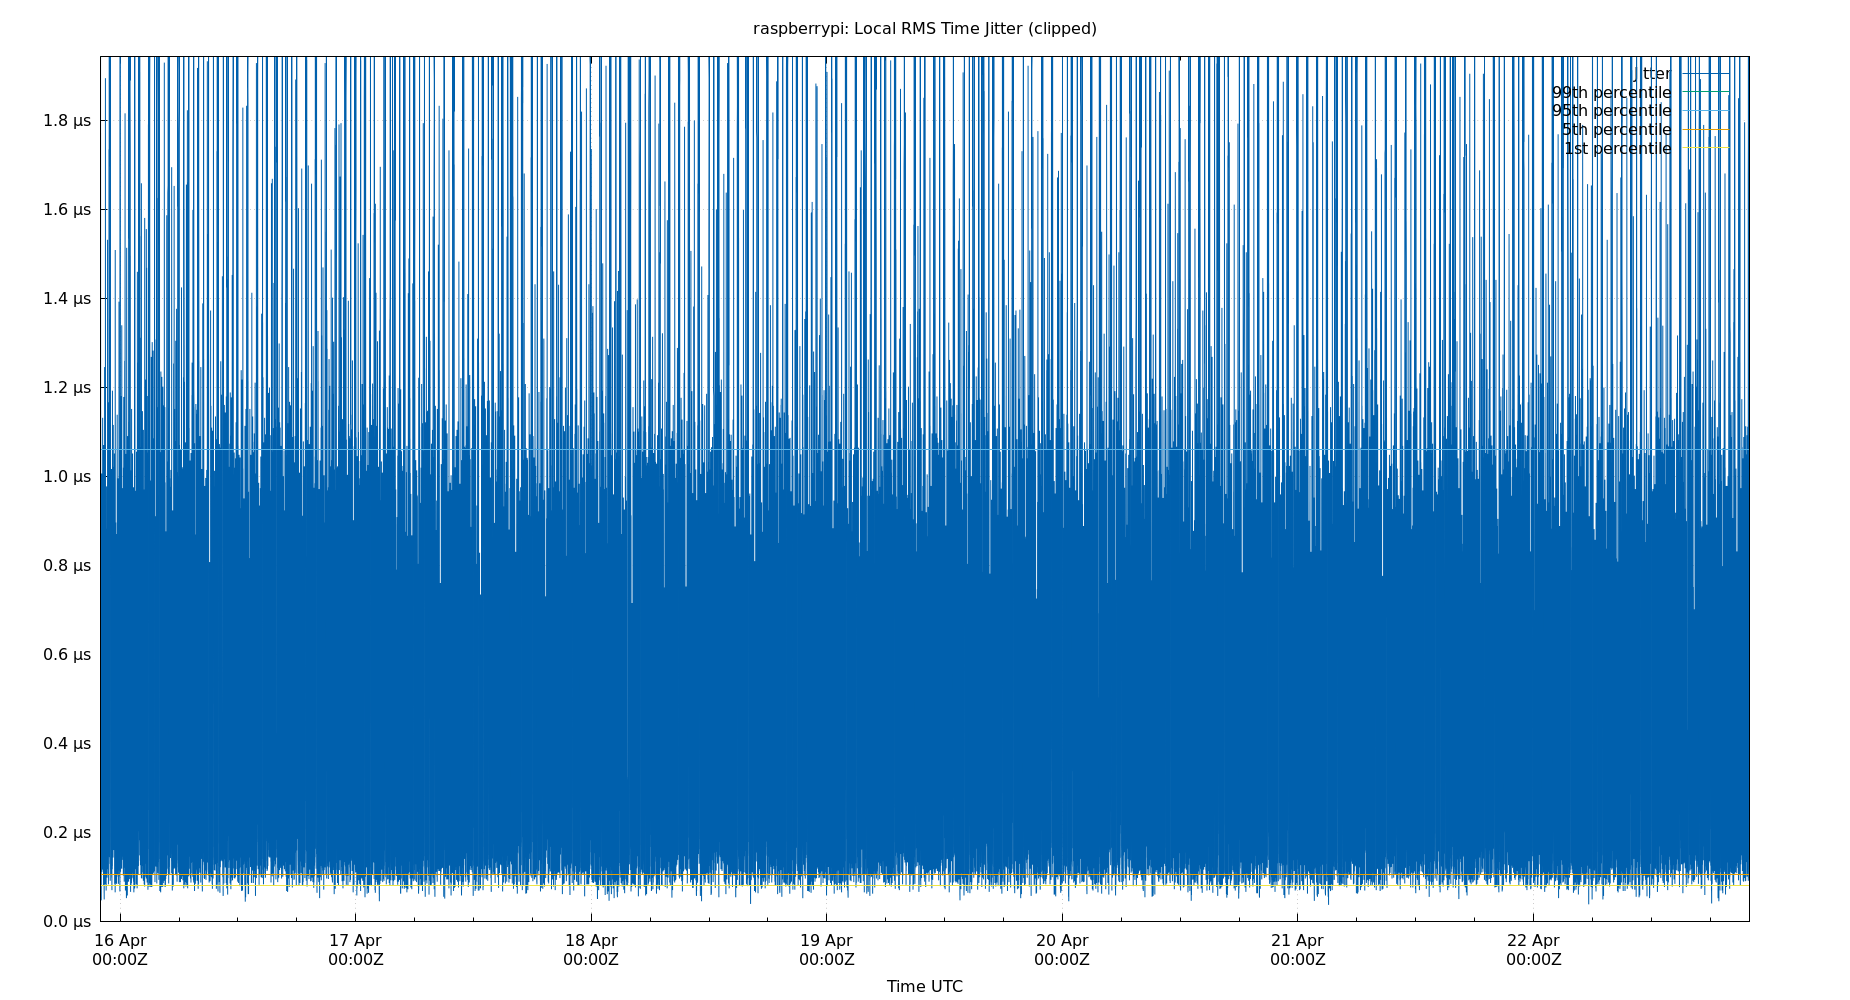 raspberrypi: Local RMS Time Jitter (clipped)
jitter
99th percentile
95th percentile
5th percentile
1st percentile
1.8 µs
1.6 µs
1.4 µs
1.2 µs
1.0 µs
0.8 µs
0.6 µs
0.4 µs
0.2 µs
0.0 µs
16 Apr 17 Apr 18 Apr 19 Apr 20 Apr 21 Apr 22 Apr
00:00Z 00:00Z 00:00Z 00:00Z 00:00Z 00:00Z 00:00Z
Time UTC